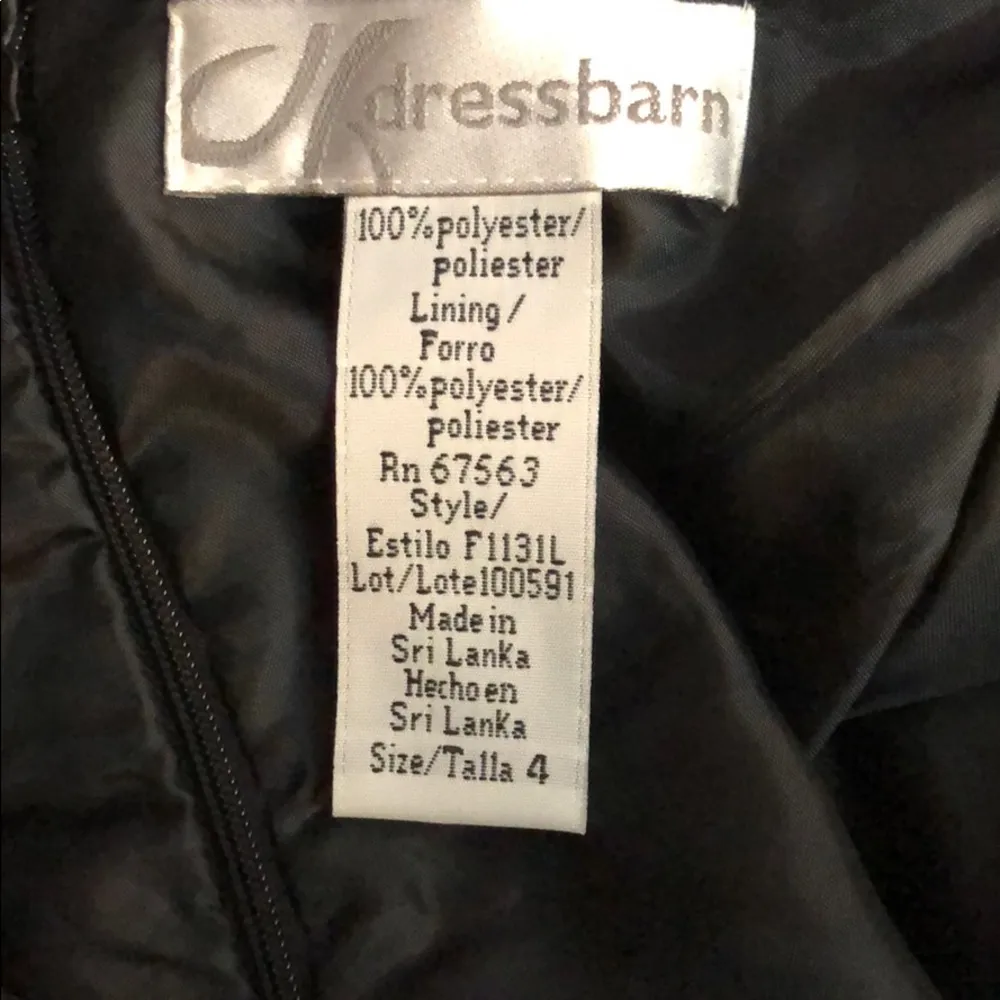 dressbarn
100%polyester/
poliester
Lining/
Forro
100%polyester/
poliester
Rn 67563
Style/
Estilo F1131L
Lot/Lote100591
Made in
Sri Lanka
Hecho en
Sri Lanka
Size/Talla 4